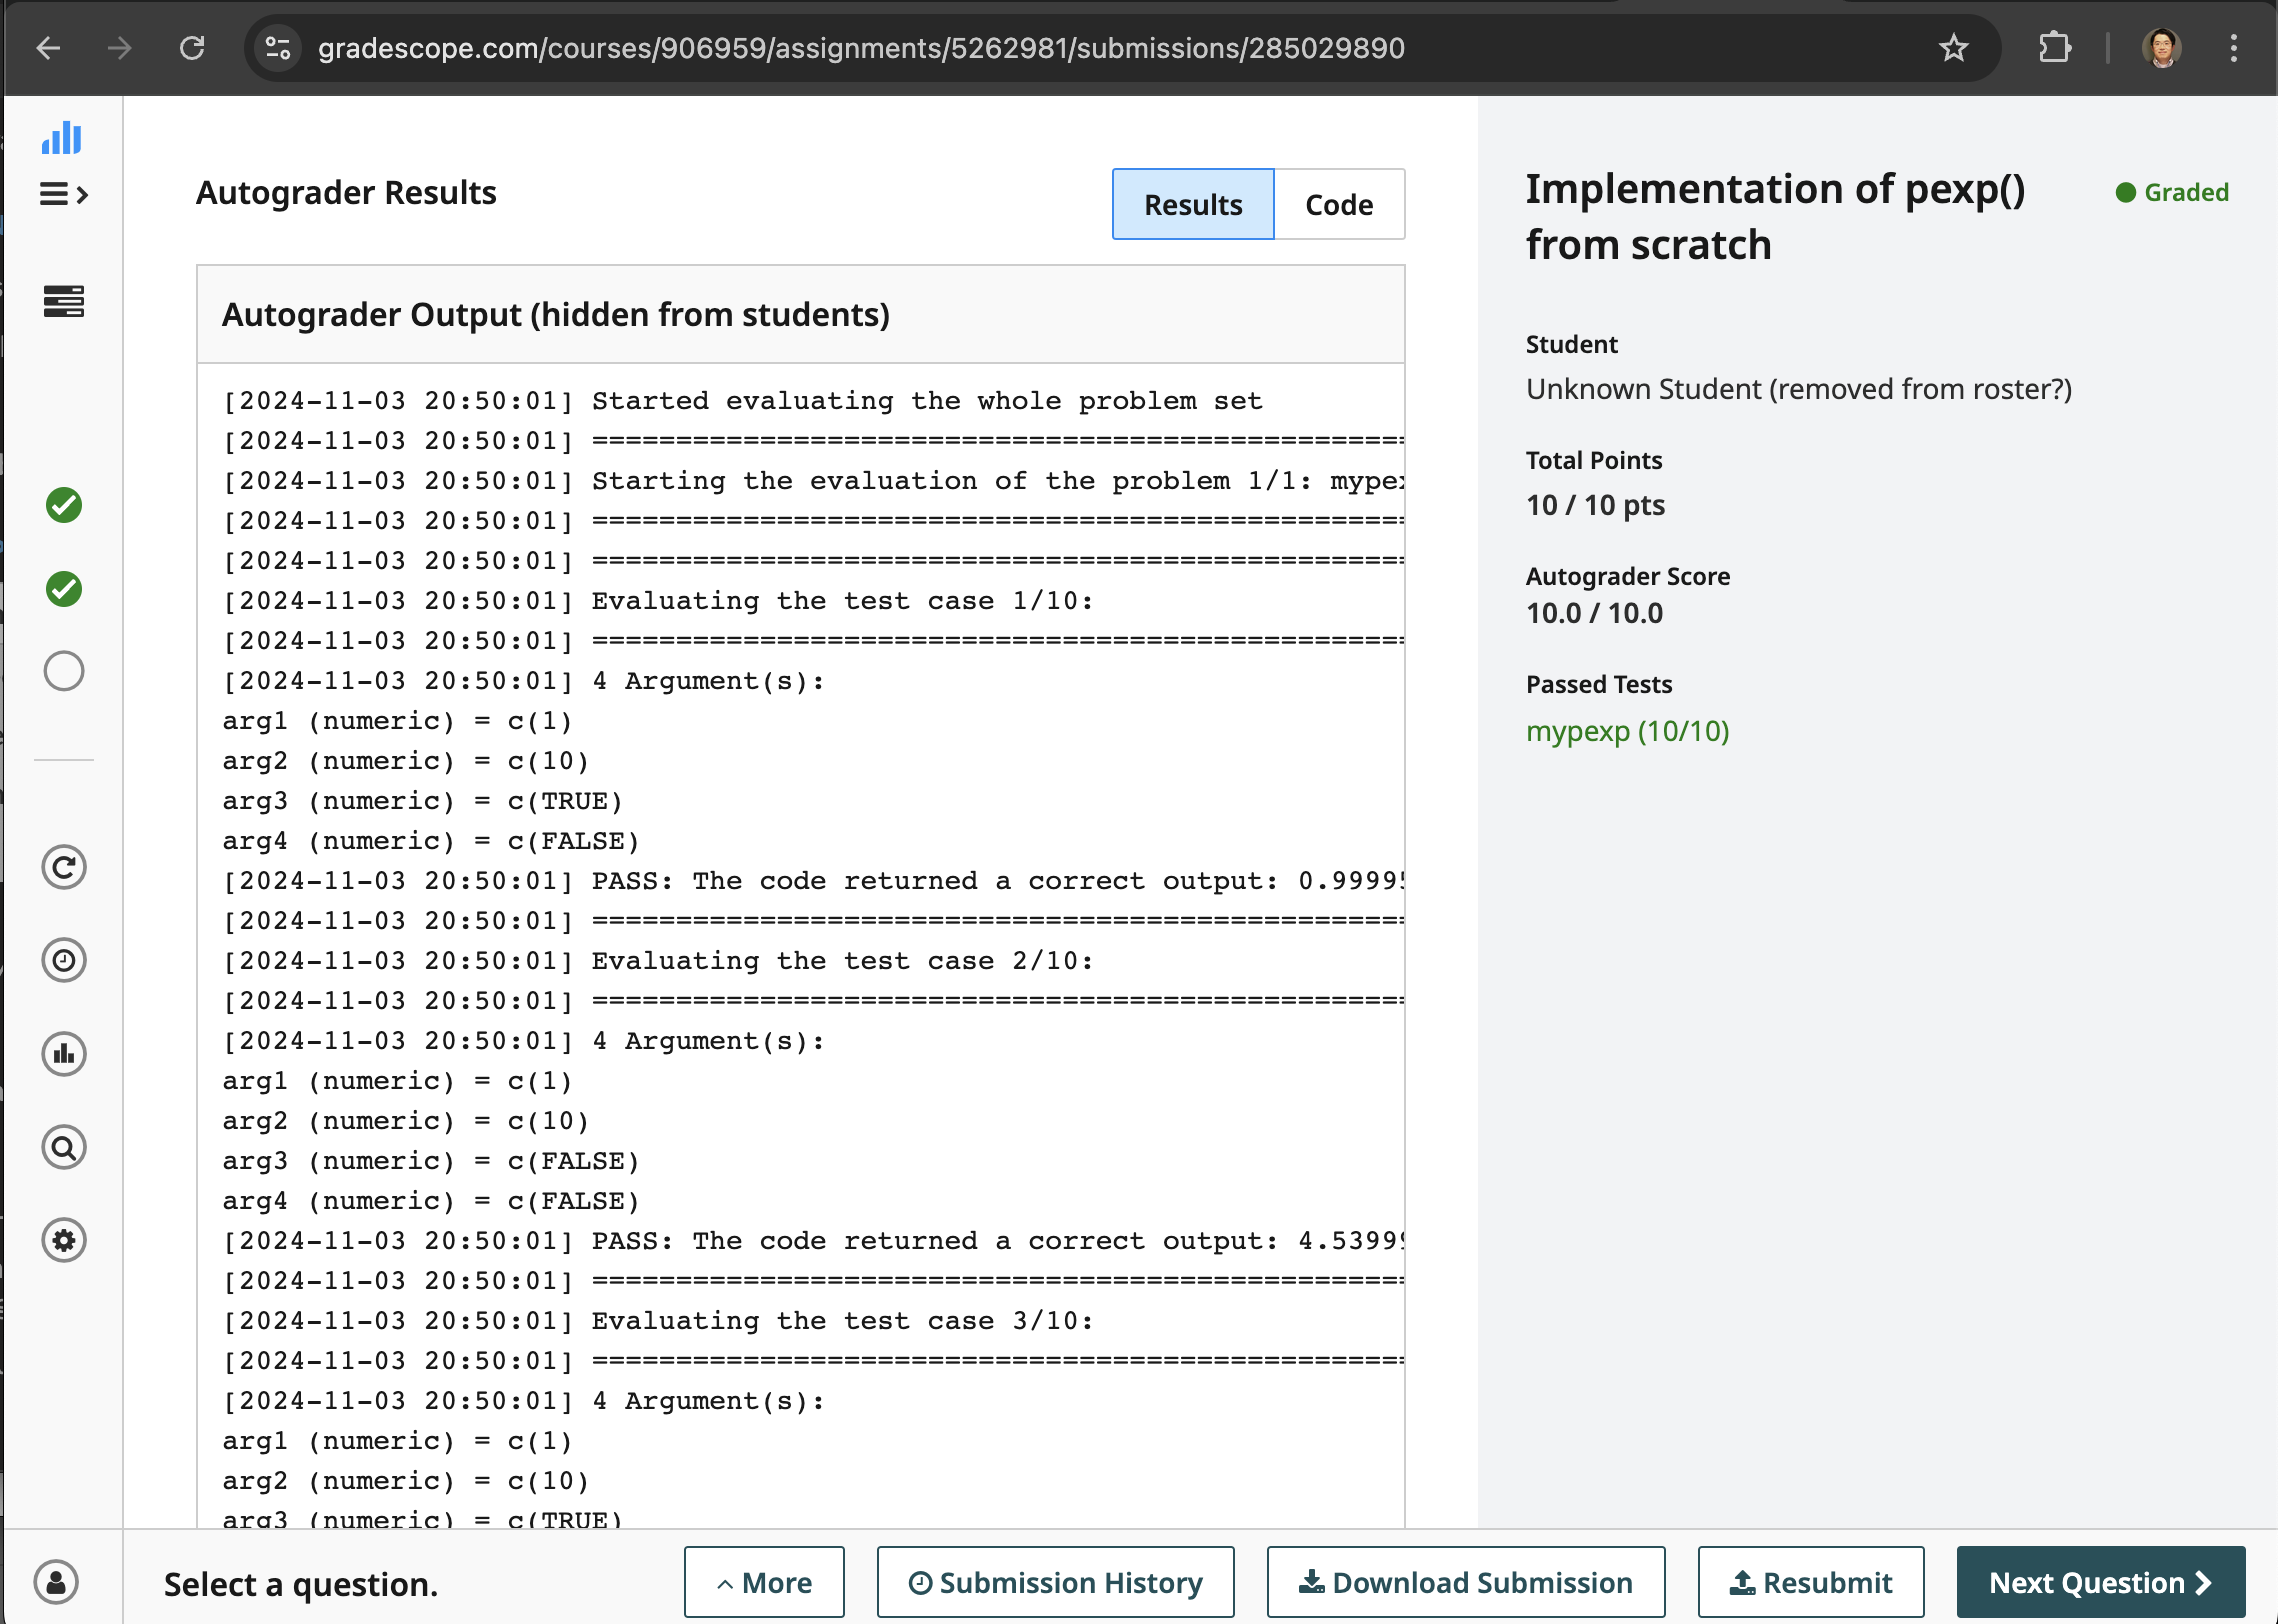 gradescope.com/courses/906959/assignments/5262981/submissions/285029890
Autograder Results
Results
Code
Autograder Output (hidden from students)
[2024-11-03 20:50:01] Started evaluating the whole problem set
[2024-11-03 20:50:01] ================================================
[2024-11-03 20:50:01] Starting the evaluation of the problem 1/1: mypex
[2024-11-03 20:50:01] ================================================
[2024-11-03 20:50:01] ================================================
[2024-11-03 20:50:01] Evaluating the test case 1/10:
[2024-11-03 20:50:01] ================================================
[2024-11-03 20:50:01] 4 Argument(s):
arg1 (numeric) = c(1)
arg2 (numeric) = c(10)
arg3 (numeric) = c(TRUE)
arg4 (numeric) = c(FALSE)
[2024-11-03 20:50:01] PASS: The code returned a correct output: 0.99995
[2024-11-03 20:50:01] ================================================
[2024-11-03 20:50:01] Evaluating the test case 2/10:
[2024-11-03 20:50:01] ================================================
[2024-11-03 20:50:01] 4 Argument(s):
arg1 (numeric) = c(1)
arg2 (numeric) = c(10)
arg3 (numeric) = c(FALSE)
arg4 (numeric) = c(FALSE)
[2024-11-03 20:50:01] PASS: The code returned a correct output: 4.53999
[2024-11-03 20:50:01] ================================================
[2024-11-03 20:50:01] Evaluating the test case 3/10:
[2024-11-03 20:50:01] ================================================
[2024-11-03 20:50:01] 4 Argument(s):
arg1 (numeric) = c(1)
arg2 (numeric) = c(10)
arg3 (numeric) = c(TRUE)
Implementation of pexp()
from scratch
Graded
Student
Unknown Student (removed from roster?)
Total Points
10 / 10 pts
Autograder Score
10.0 / 10.0
Passed Tests
mypexp (10/10)
Select a question.
More
Submission History
Download Submission
Resubmit
Next Question